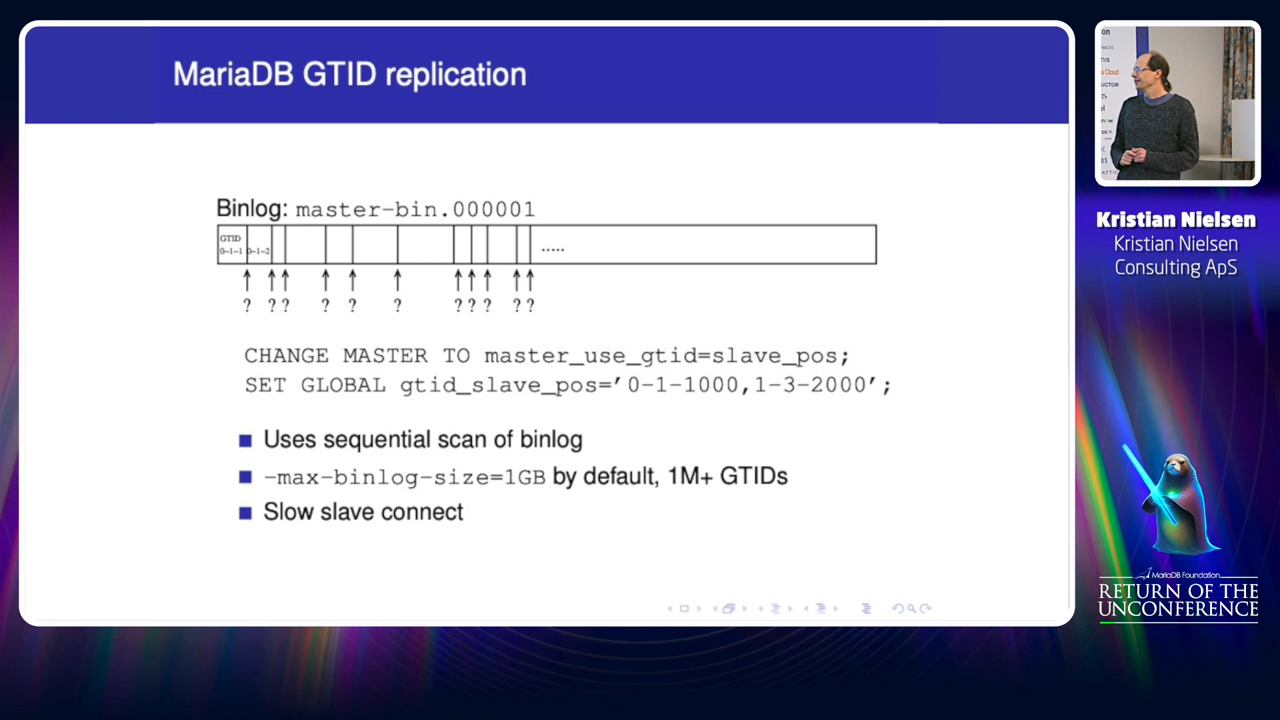 MariaDB GTID replication
Binlog: master-bin.000001
GTID
0-1-1
0-1-2
.....
? ? ? ? ? ? ? ? ? ? ?
CHANGE MASTER TO master_use_gtid=slave_pos;
SET GLOBAL gtid_slave_pos='0-1-1000,1-3-2000';
Uses sequential scan of binlog
-max-binlog-size=1GB by default, 1M+ GTIDs
Slow slave connect
Kristian Nielsen
Kristian Nielsen
Consulting ApS
MariaDB Foundation
RETURN OF THE
UNCONFERENCE